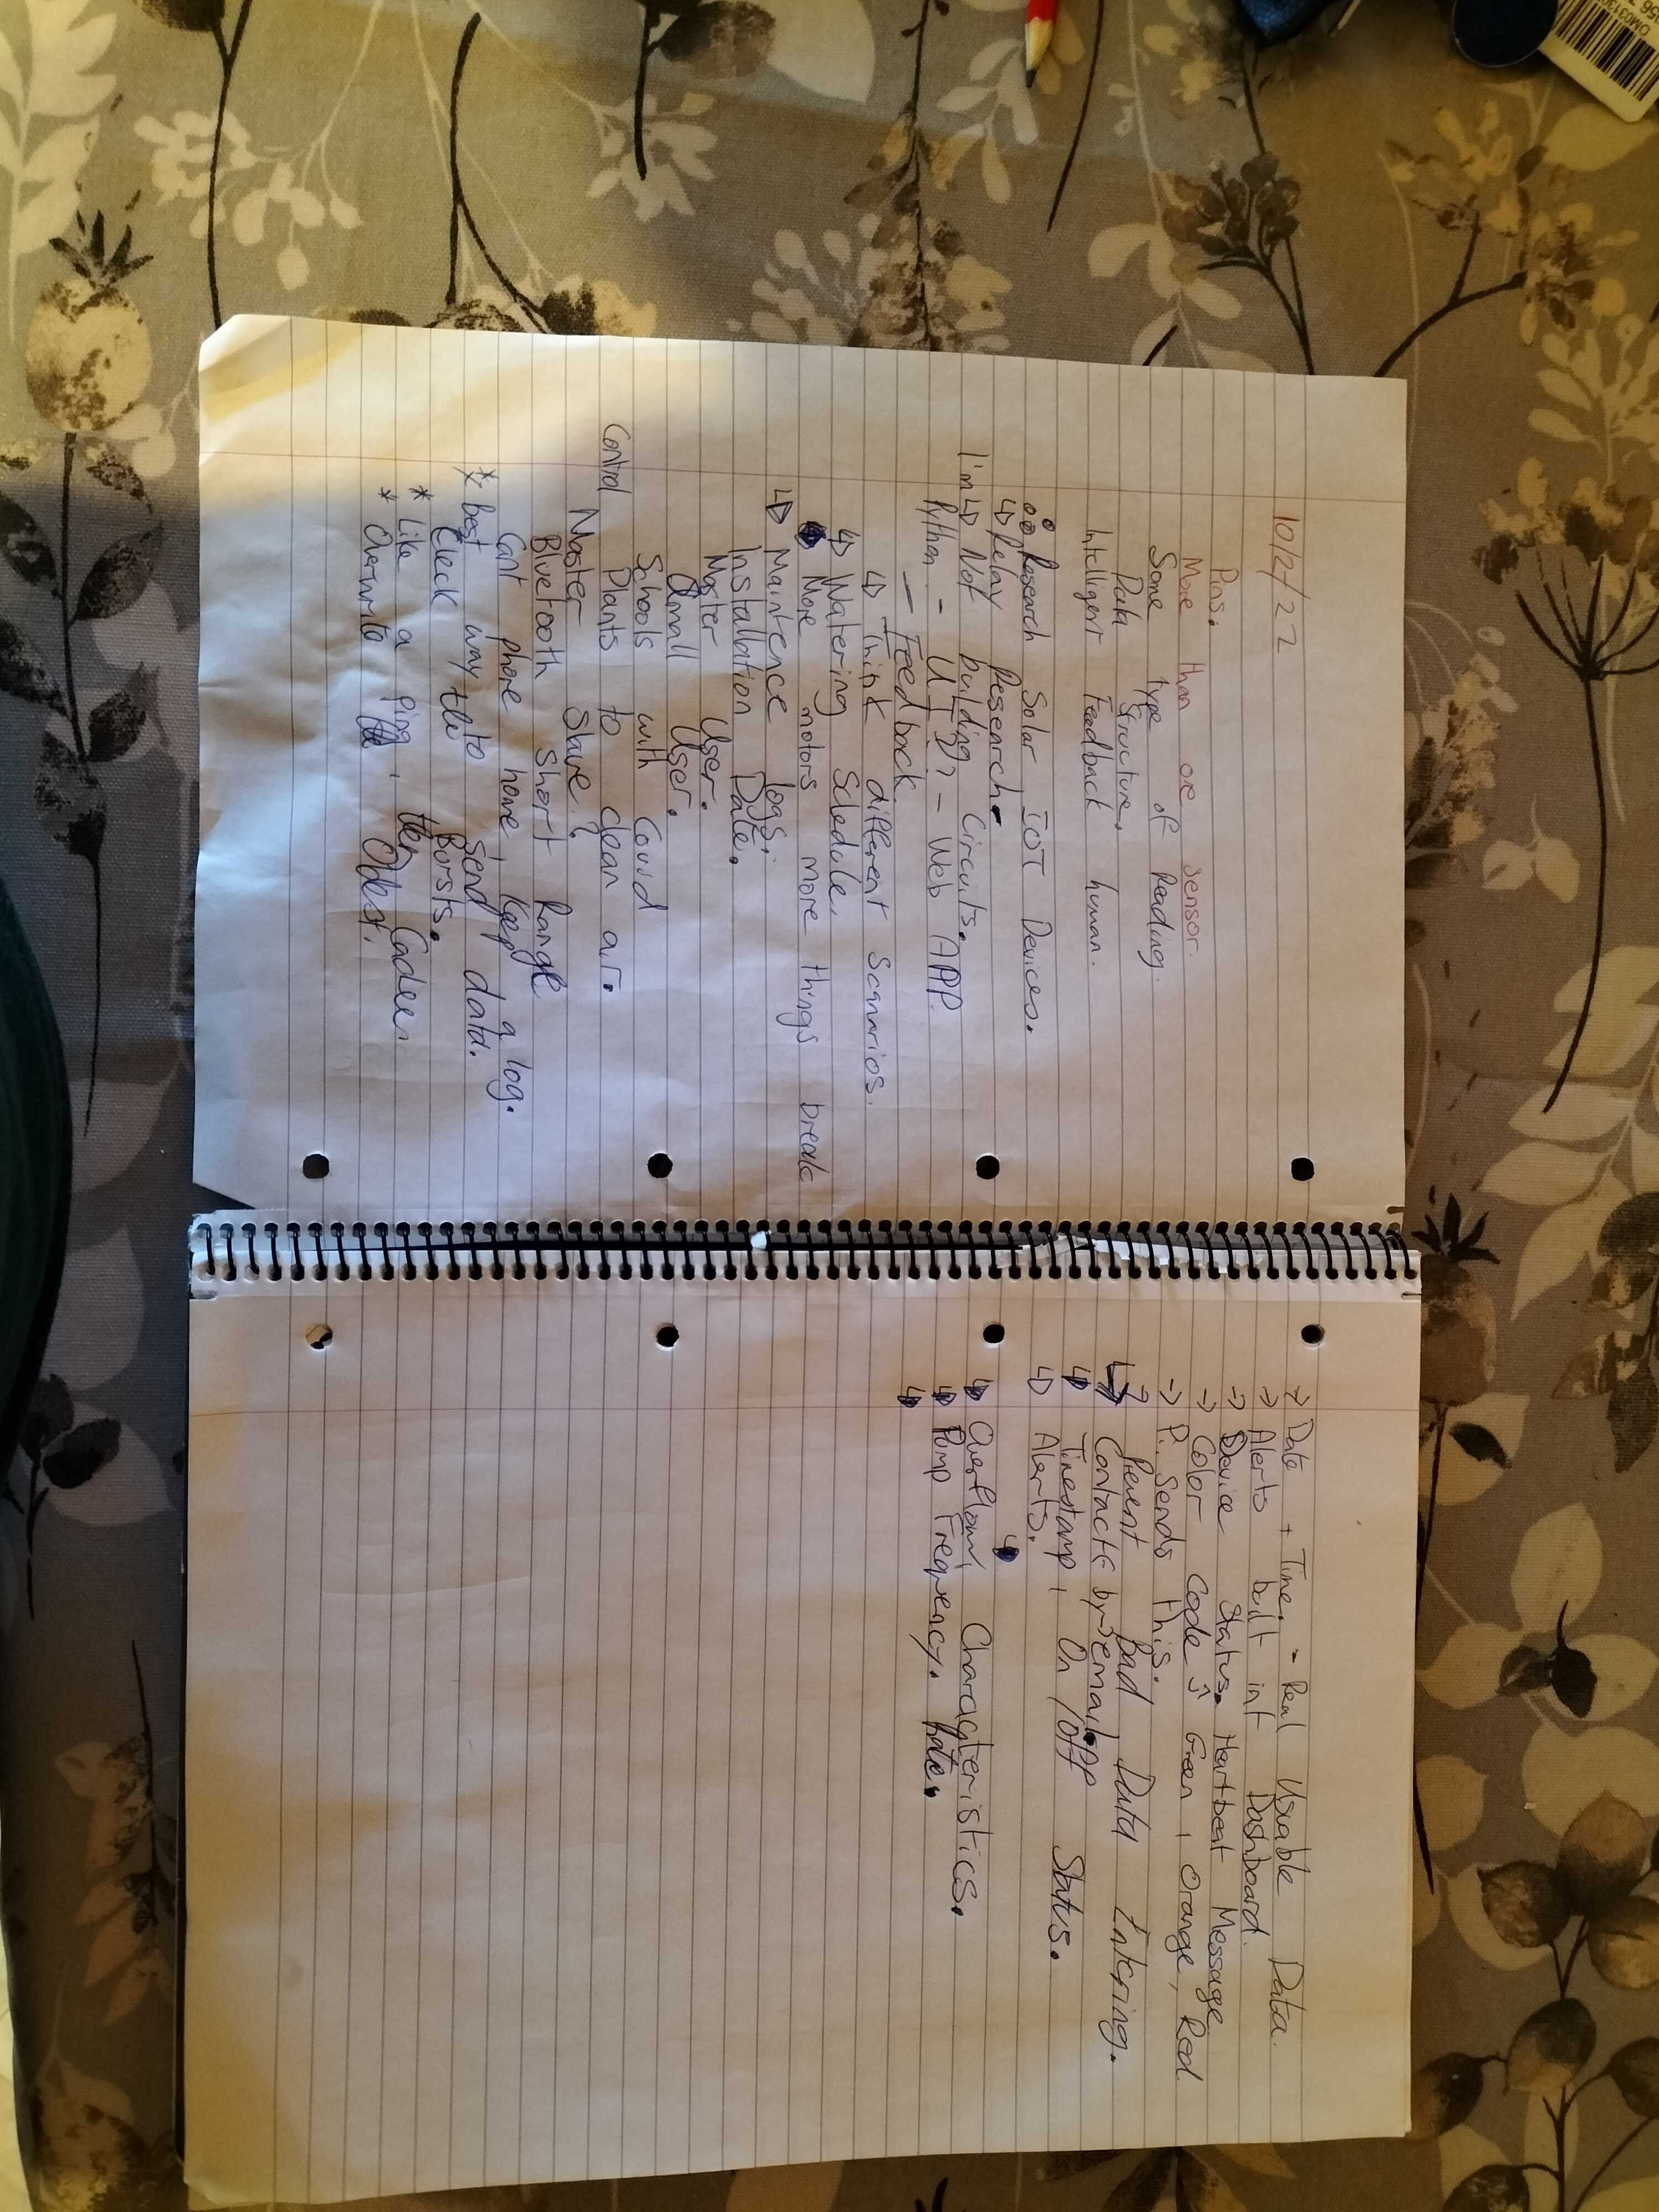 10/2/22
Pins.
More than one Sensor.
Some type of Reading.
Data Structure.
Intelligent Feedback human.
Research Solar IOT Devices.
↳ Relay Research.
I'm ↳ Not building Circuits.
Python - UI? - Web APP.
— Feedback
↳ Think different Scanarios.
↳ Watering Schedule.
More motors more things break
↳ Maintence logs.
Installation Date.
Master User.
Small User.
Schools with Covid
Plants to clean air.
Control Master Slave?
Bluetooth Short Range
Cant phone home, Keep a log.
* best way to Send data.
Check the Bursts.
* Like a Ping, then
* Overwrite Oldest.
→ Date + Time. - Real Usuable Data.
→ Alerts built int Dashboard.
→ Device Status. Heartbeat Message
→ Color Code Green, Orange, Red
→ Pi Sends this.
↳ Prevent Bad Data Entering.
↳ Contacts by email app
↳ Timestamp, On/off Status.
↳ Alerts.
↳ Overflow Characteristics.
↳ Pump Frequency. Rate.